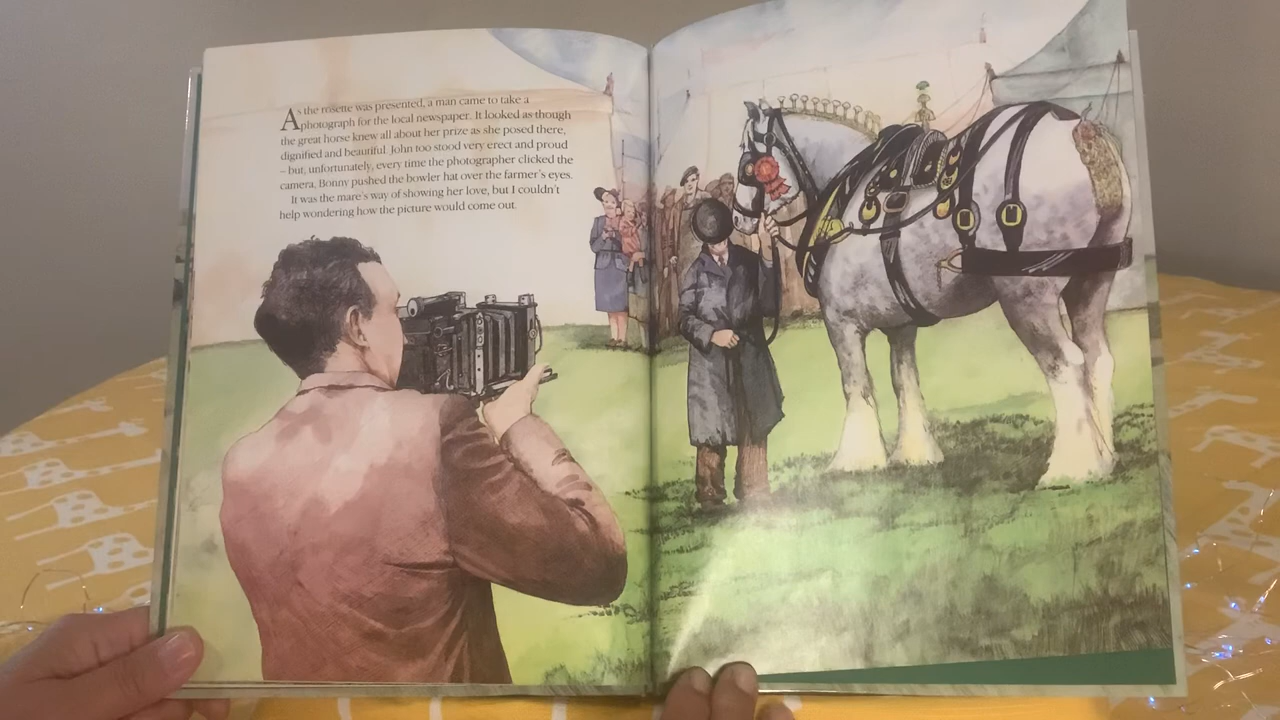 As the rosette was presented, a man came to take a
photograph for the local newspaper. It looked as though
the great horse knew all about her prize as she posed there,
dignified and beautiful. John too stood very erect and proud
– but, unfortunately, every time the photographer clicked the
camera, Bonny pushed the bowler hat over the farmer's eyes.
It was the mare's way of showing her love, but I couldn't
help wondering how the picture would come out.